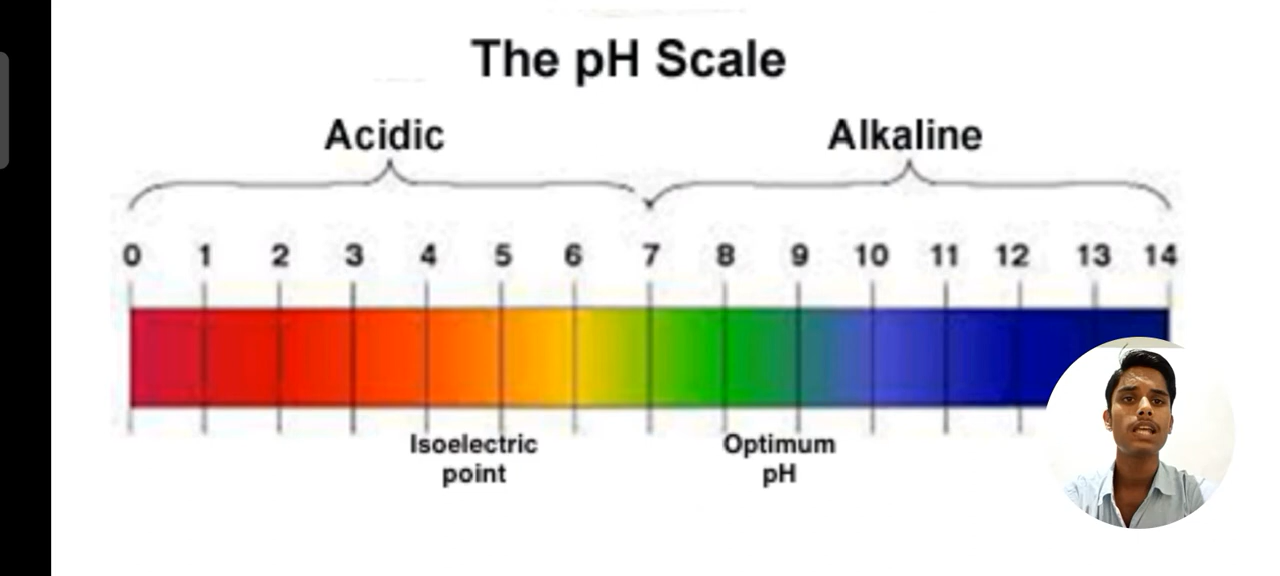 The pH Scale
Acidic Alkaline
0 1 2 3 4 5 6 7 8 9 10 11 12 13 14
Isoelectric Optimum
point pH